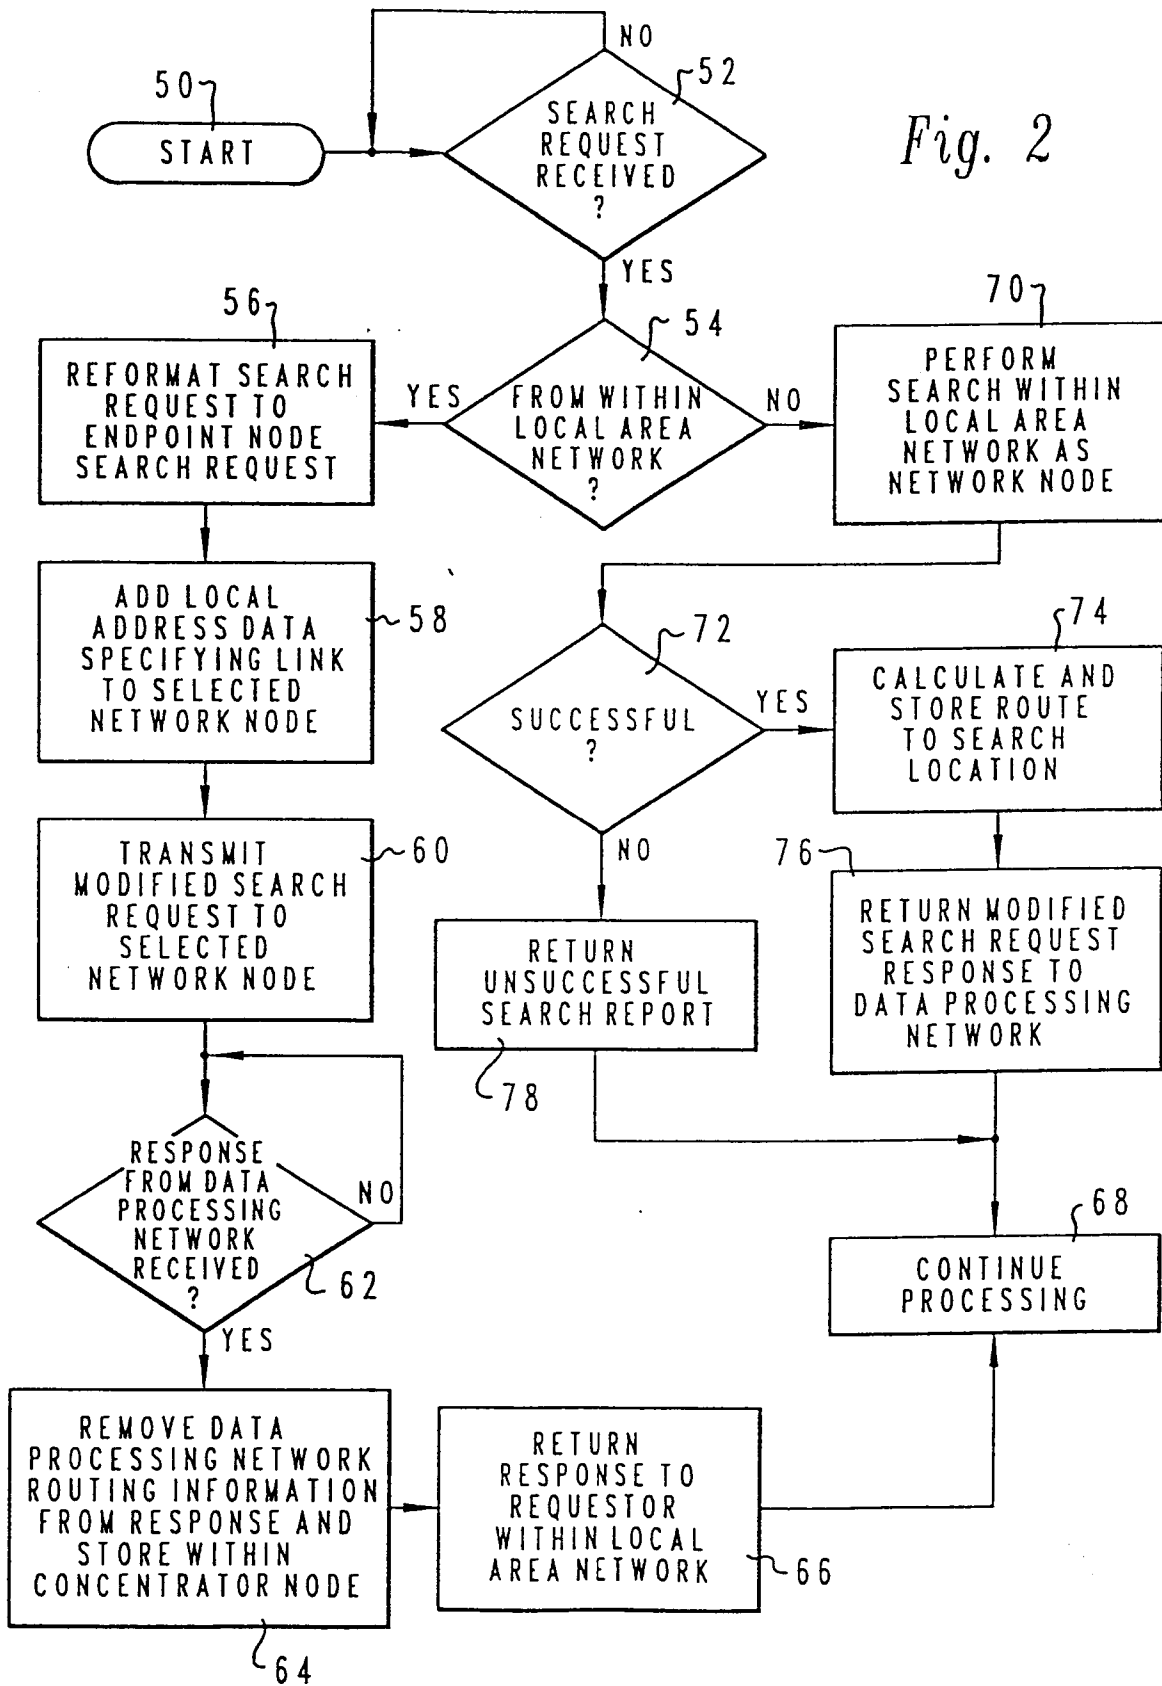 NO
50
52
START
SEARCH
REQUEST
RECEIVED
?
Fig. 2
YES
56
54
70
REFORMAT SEARCH
REQUEST TO
ENDPOINT NODE
SEARCH REQUEST
YES
FROM WITHIN
LOCAL AREA
NETWORK
?
NO
PERFORM
SEARCH WITHIN
LOCAL AREA
NETWORK AS
NETWORK NODE
ADD LOCAL
ADDRESS DATA
SPECIFYING LINK
TO SELECTED
NETWORK NODE
58
72
74
SUCCESSFUL
?
YES
CALCULATE AND
STORE ROUTE
TO SEARCH
LOCATION
NO
TRANSMIT
MODIFIED SEARCH
REQUEST TO
SELECTED
NETWORK NODE
60
76
RETURN
UNSUCCESSFUL
SEARCH REPORT
78
RETURN MODIFIED
SEARCH REQUEST
RESPONSE TO
DATA PROCESSING
NETWORK
RESPONSE
FROM DATA
PROCESSING
NETWORK
RECEIVED
?
NO
62
68
CONTINUE
PROCESSING
YES
REMOVE DATA
PROCESSING NETWORK
ROUTING INFORMATION
FROM RESPONSE AND
STORE WITHIN
CONCENTRATOR NODE
64
RETURN
RESPONSE TO
REQUESTOR
WITHIN LOCAL
AREA NETWORK
66